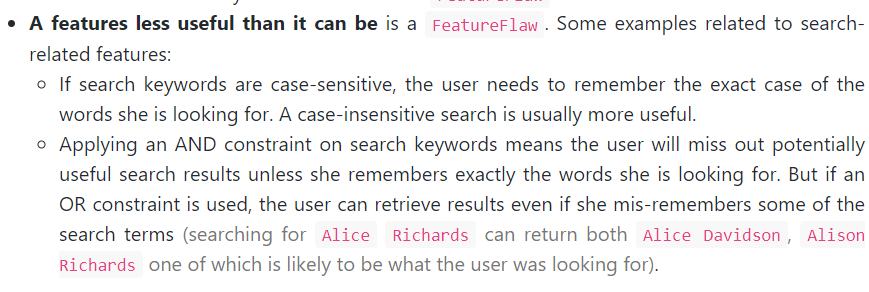 A features less useful than it can be is a FeatureFlaw . Some examples related to search-
related features:
If search keywords are case-sensitive, the user needs to remember the exact case of the
words she is looking for. A case-insensitive search is usually more useful.
Applying an AND constraint on search keywords means the user will miss out potentially
useful search results unless she remembers exactly the words she is looking for. But if an
OR constraint is used, the user can retrieve results even if she mis-remembers some of the
search terms (searching for Alice Richards can return both Alice Davidson , Alison
Richards one of which is likely to be what the user was looking for).